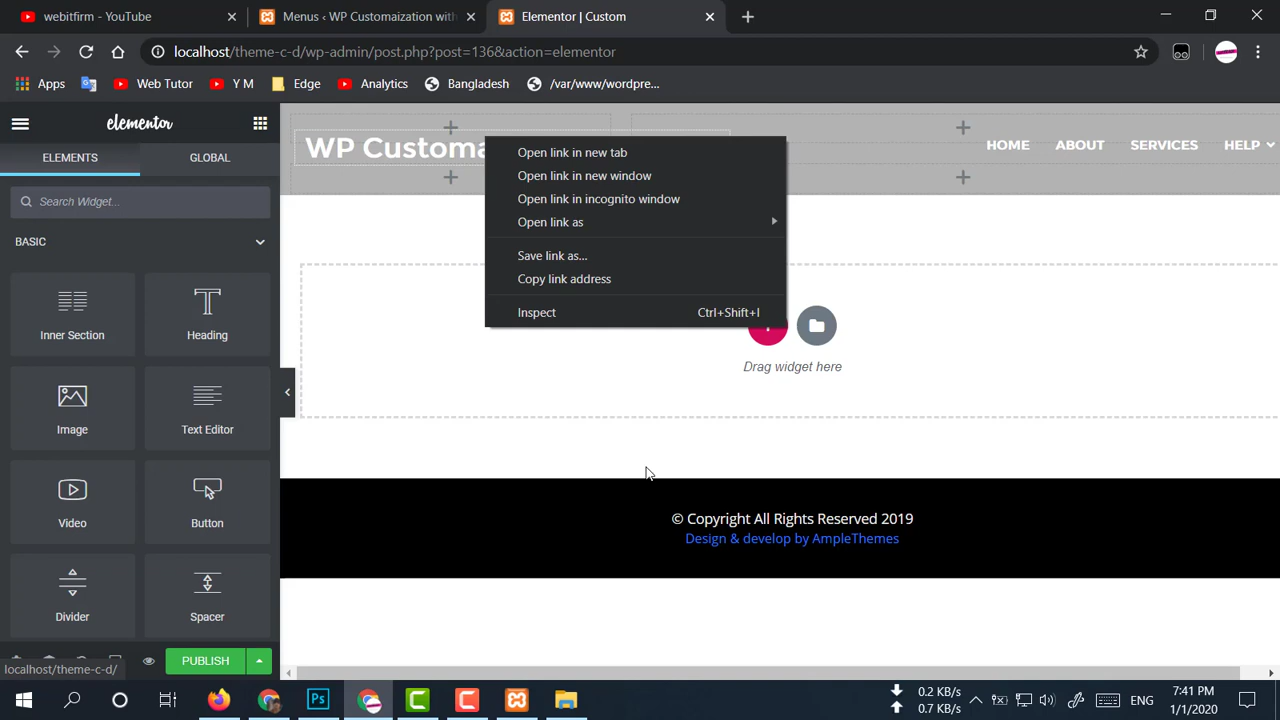 webitfirm - YouTube
Menus ‹ WP Customaization with
Elementor | Custom
localhost/theme-c-d/wp-admin/post.php?post=136&action=elementor
Apps
Web Tutor
Y M
Edge
Analytics
Bangladesh
/var/www/wordpre...
elementor
ELEMENTS
GLOBAL
Search Widget...
BASIC
Inner Section
Heading
Image
Text Editor
Video
Button
Divider
Spacer
PUBLISH
localhost/theme-c-d/
WP Customa
HOME
ABOUT
SERVICES
HELP
Open link in new tab
Open link in new window
Open link in incognito window
Open link as
Save link as...
Copy link address
Inspect Ctrl+Shift+I
Drag widget here
© Copyright All Rights Reserved 2019
Design & develop by AmpleThemes
Ps
0.2 KB/s
0.7 KB/s
ENG
7:41 PM
1/1/2020